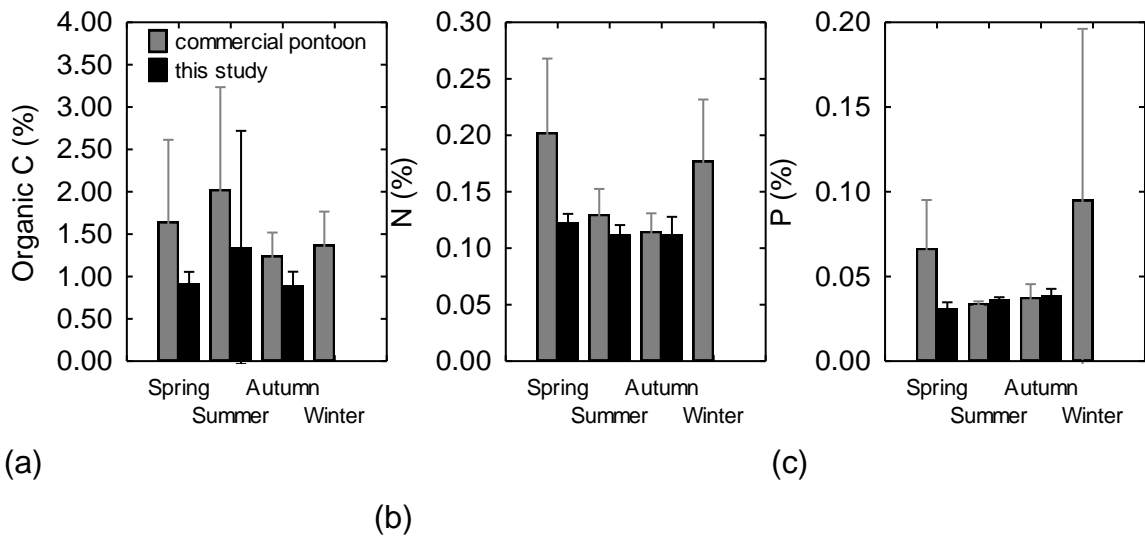 4.00
3.50
3.00
2.50
2.00
1.50
1.00
0.50
0.00
Organic C (%)
commercial pontoon
this study
Spring
Summer
Autumn
Winter
(a)
0.30
0.25
0.20
0.15
0.10
0.05
0.00
N (%)
Spring
Summer
Autumn
Winter
(b)
0.20
0.15
0.10
0.05
0.00
P (%)
Spring
Summer
Autumn
Winter
(c)